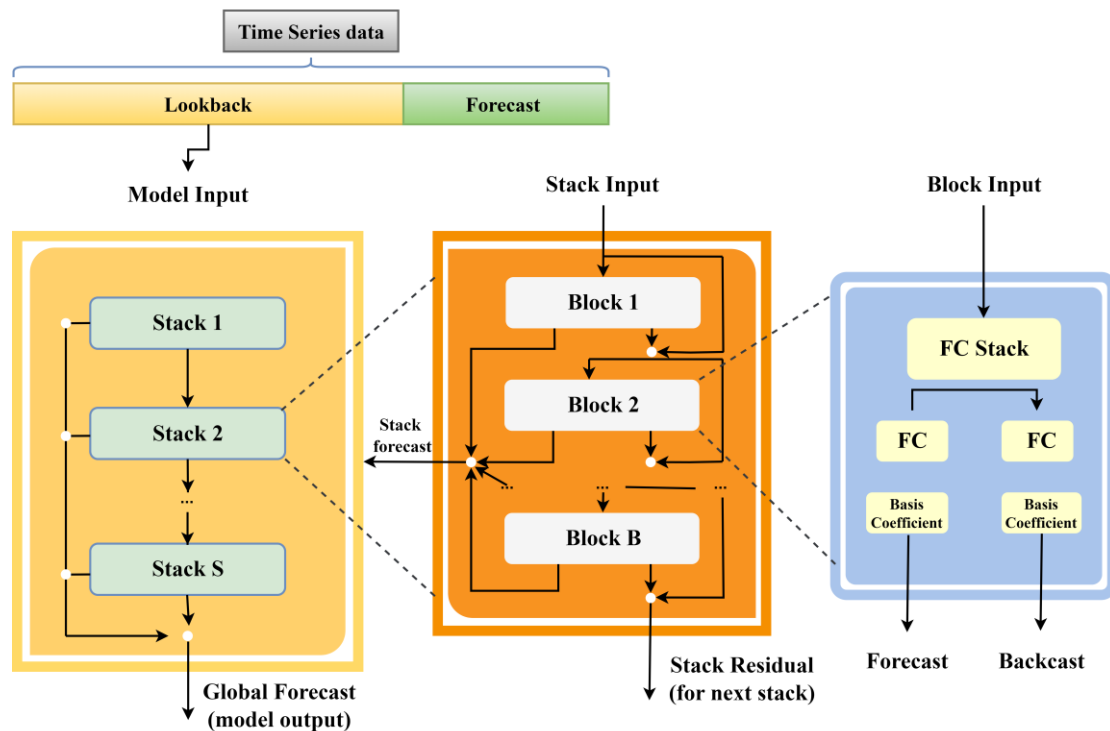 Time Series data
Lookback
Forecast
Model Input
Stack Input
Block Input
Stack 1
Stack 2
...
Stack S
Global Forecast
(model output)
Stack
forecast
Block 1
Block 2
... ... ...
Block B
Stack Residual
(for next stack)
FC Stack
FC
FC
Basis
Coefficient
Basis
Coefficient
Forecast
Backcast